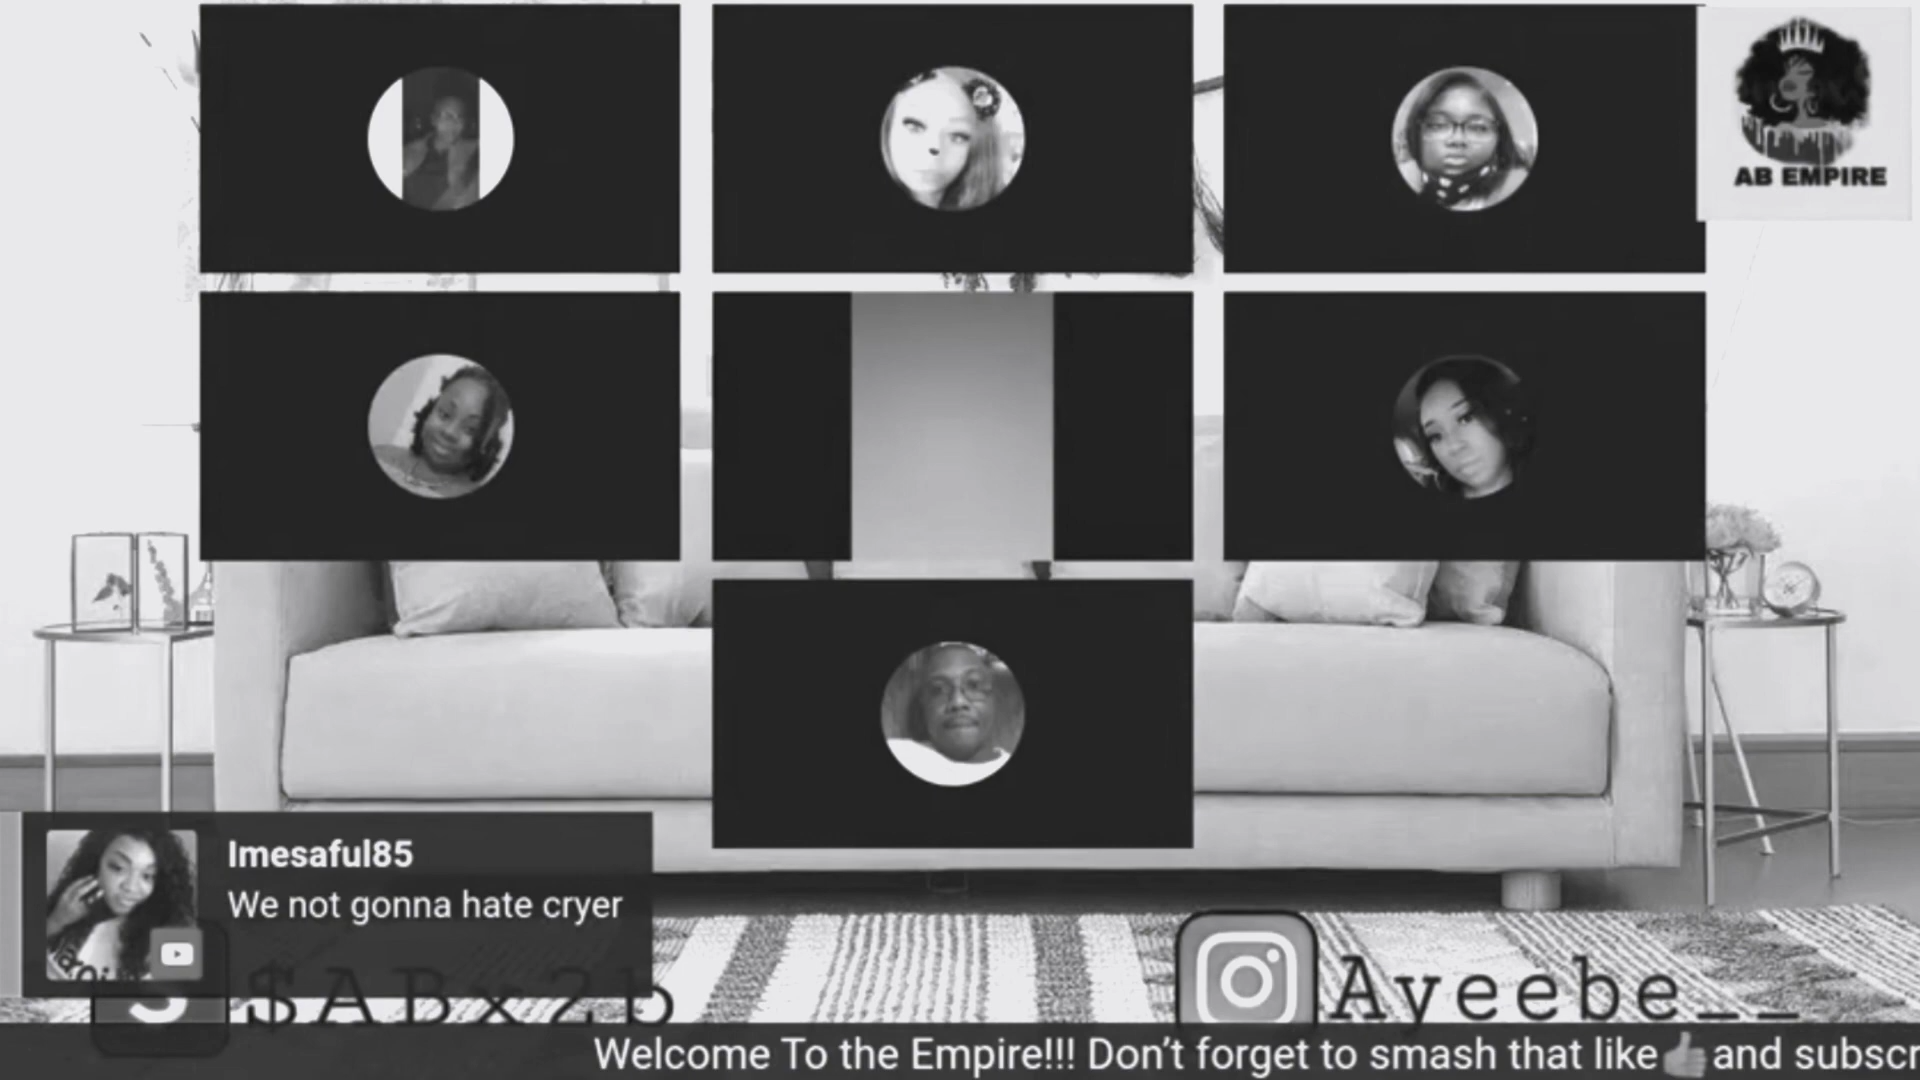 AB EMPIRE
Imesaful85
We not gonna hate cryer
$ABx2b
Ayeebe__
Welcome To the Empire!!! Don't forget to smash that like👍and subscr